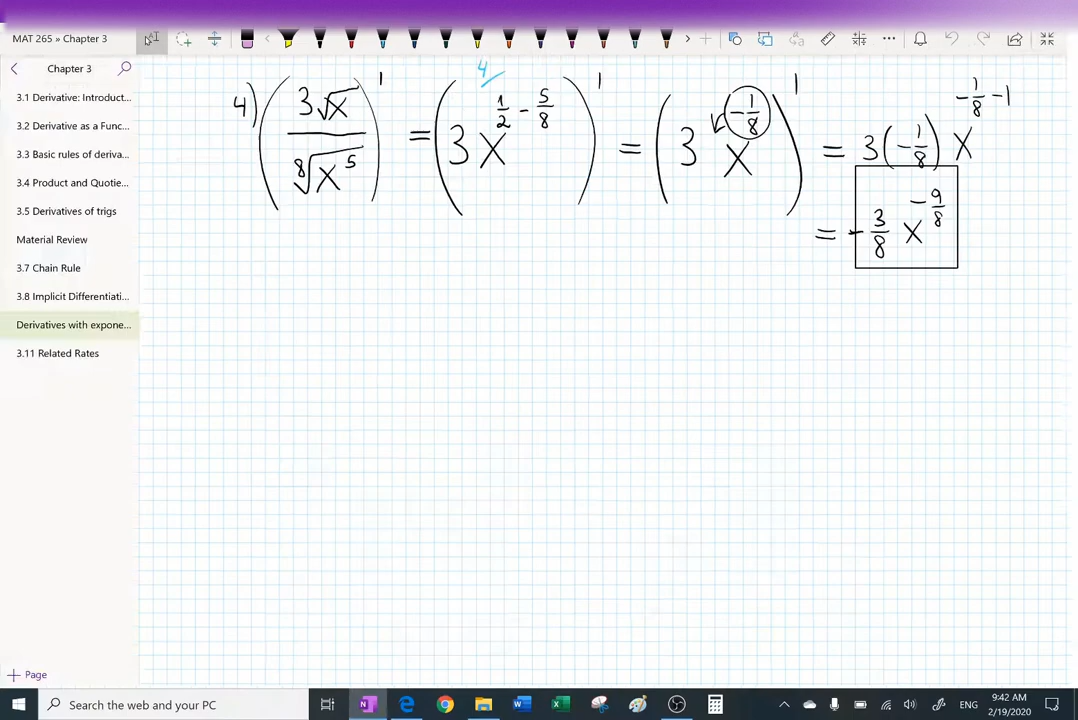 MAT 265 » Chapter 3
Chapter 3
3.1 Derivative: Introduct...
3.2 Derivative as a Func...
3.3 Basic rules of deriva...
3.4 Product and Quotie...
3.5 Derivatives of trigs
Material Review
3.7 Chain Rule
3.8 Implicit Differentiati...
Derivatives with expone...
3.11 Related Rates
Page
4) (3√x / ⁸√x⁵)' = (3x^(1/2 - 5/8))' = (3x^(-1/8))' = 3(-1/8)x^(-1/8 - 1)
4
= -3/8 x^(-9/8)
Search the web and your PC
ENG
9:42 AM
2/19/2020